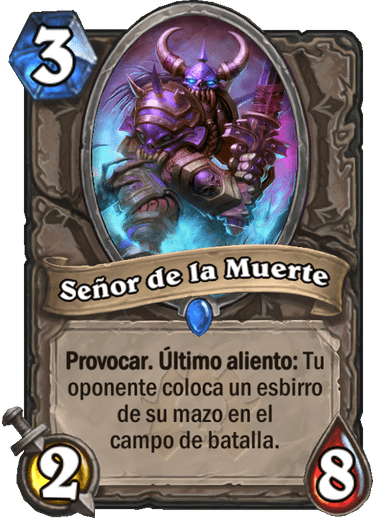 3
Señor de la Muerte
Provocar. Último aliento: Tu
oponente coloca un esbirro
de su mazo en el
campo de batalla.
2
8